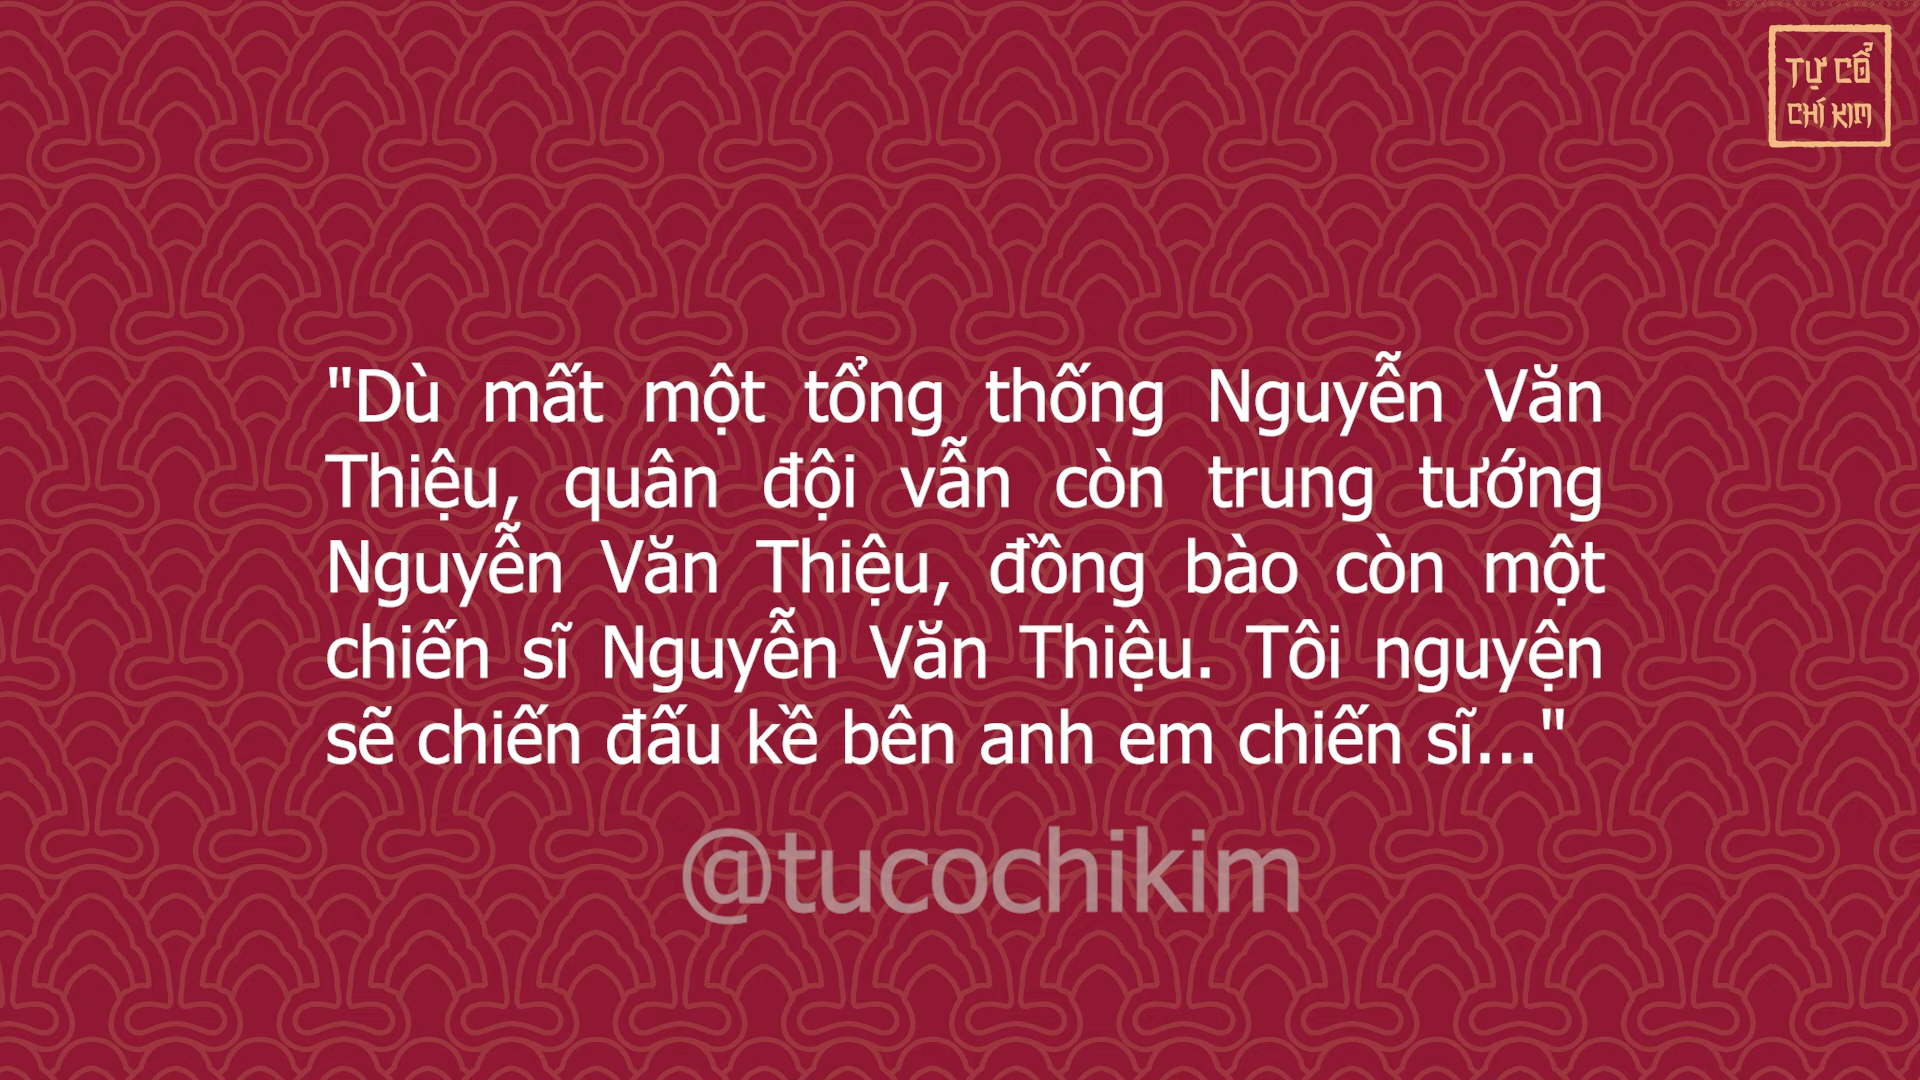 TỰ CỔ
CHÍ KIM
"Dù mất một tổng thống Nguyễn Văn
Thiệu, quân đội vẫn còn trung tướng
Nguyễn Văn Thiệu, đồng bào còn một
chiến sĩ Nguyễn Văn Thiệu. Tôi nguyện
sẽ chiến đấu kề bên anh em chiến sĩ..."
@tucochikim